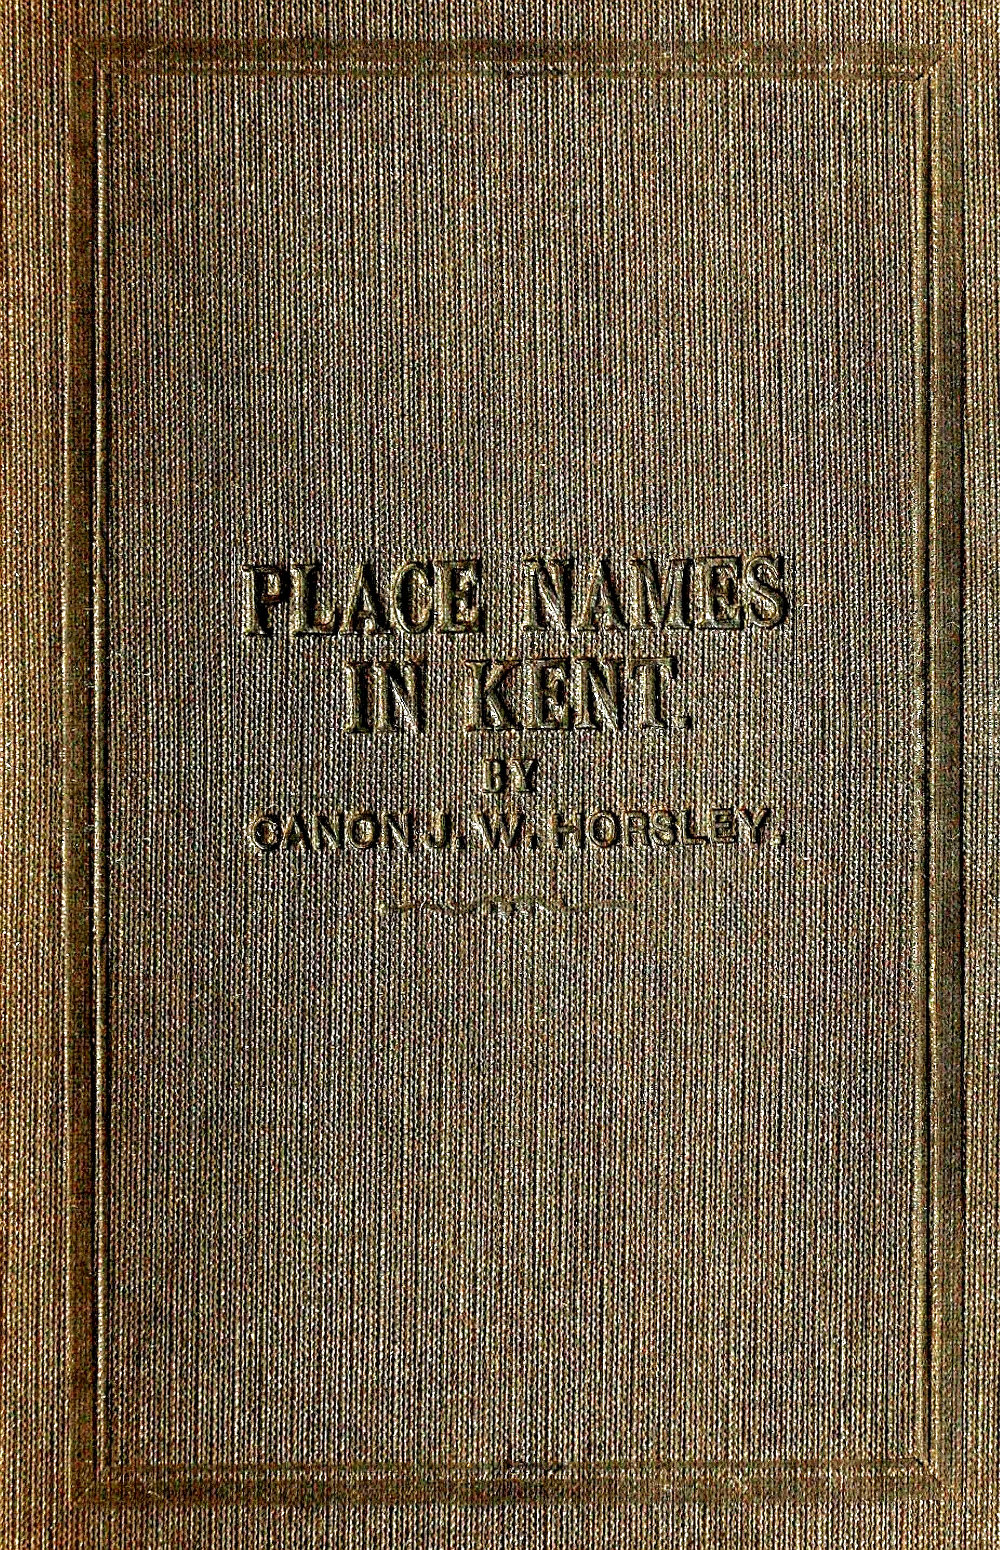 PLACE NAMES
IN KENT.
BY
CANON J. W. HORSLEY.